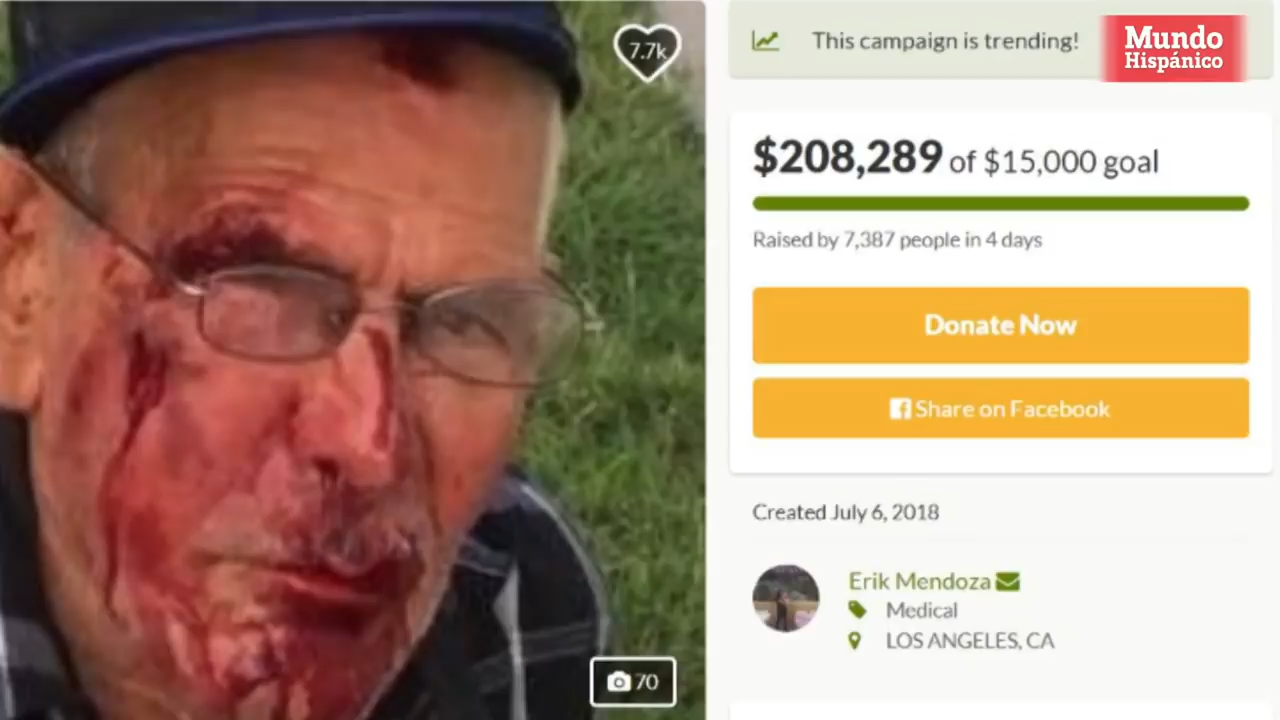 7.7k
This campaign is trending!
Mundo
Hispánico
$208,289 of $15,000 goal
Raised by 7,387 people in 4 days
Donate Now
Share on Facebook
Created July 6, 2018
Erik Mendoza
Medical
LOS ANGELES, CA
70